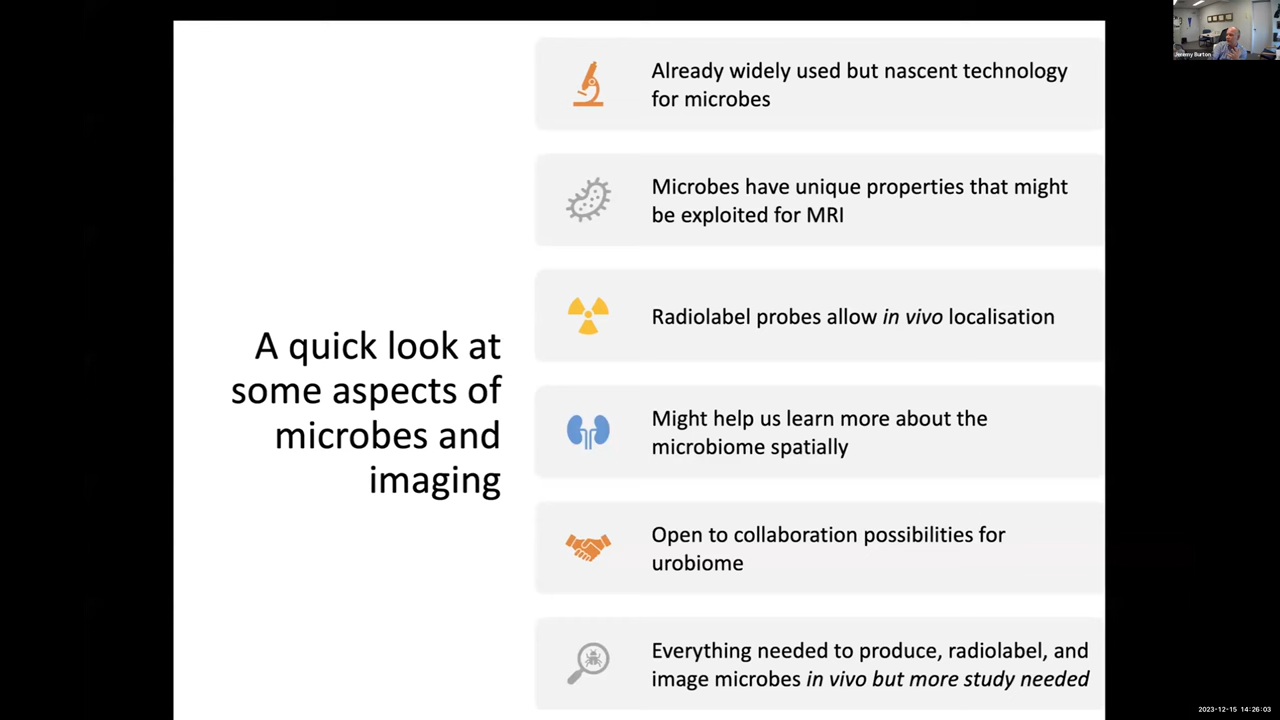 Jeremy Burton
A quick look at
some aspects of
microbes and
imaging
Already widely used but nascent technology
for microbes
Microbes have unique properties that might
be exploited for MRI
Radiolabel probes allow in vivo localisation
Might help us learn more about the
microbiome spatially
Open to collaboration possibilities for
urobiome
Everything needed to produce, radiolabel, and
image microbes in vivo but more study needed
2023-12-15 14:26:03